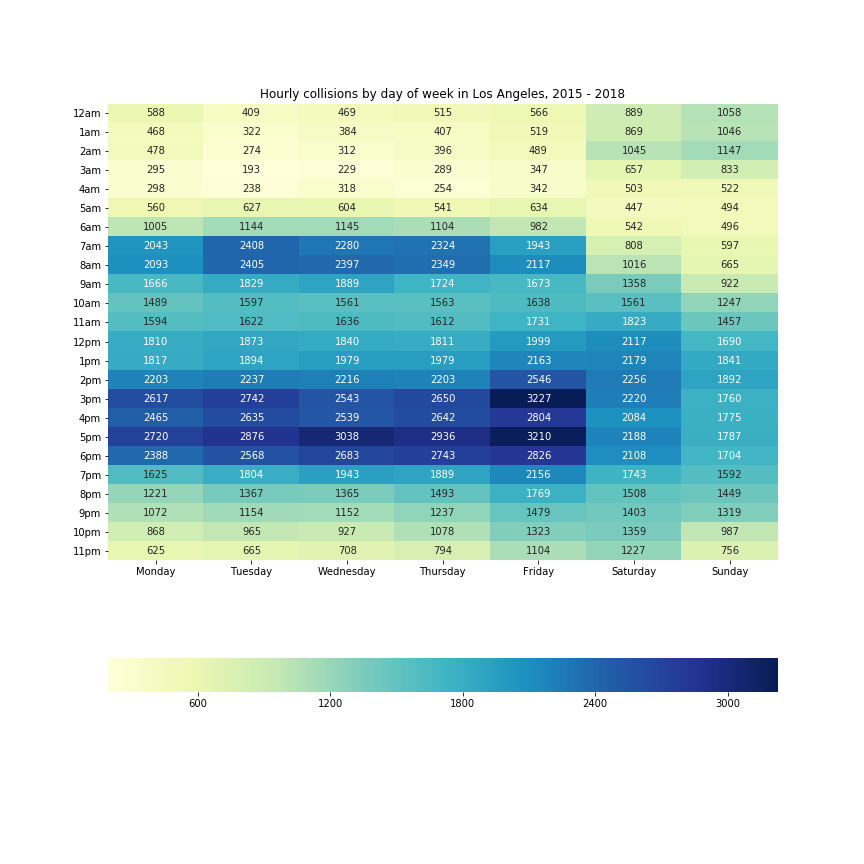 Hourly collisions by day of week in Los Angeles, 2015 - 2018
12am 588 409 469 515 566 889 1058
1am 468 322 384 407 519 869 1046
2am 478 274 312 396 489 1045 1147
3am 295 193 229 289 347 657 833
4am 298 238 318 254 342 503 522
5am 560 627 604 541 634 447 494
6am 1005 1144 1145 1104 982 542 496
7am 2043 2408 2280 2324 1943 808 597
8am 2093 2405 2397 2349 2117 1016 665
9am 1666 1829 1889 1724 1673 1358 922
10am 1489 1597 1561 1563 1638 1561 1247
11am 1594 1622 1636 1612 1731 1823 1457
12pm 1810 1873 1840 1811 1999 2117 1690
1pm 1817 1894 1979 1979 2163 2179 1841
2pm 2203 2237 2216 2203 2546 2256 1892
3pm 2617 2742 2543 2650 3227 2220 1760
4pm 2465 2635 2539 2642 2804 2084 1775
5pm 2720 2876 3038 2936 3210 2188 1787
6pm 2388 2568 2683 2743 2826 2108 1704
7pm 1625 1804 1943 1889 2156 1743 1592
8pm 1221 1367 1365 1493 1769 1508 1449
9pm 1072 1154 1152 1237 1479 1403 1319
10pm 868 965 927 1078 1323 1359 987
11pm 625 665 708 794 1104 1227 756
Monday Tuesday Wednesday Thursday Friday Saturday Sunday
600 1200 1800 2400 3000